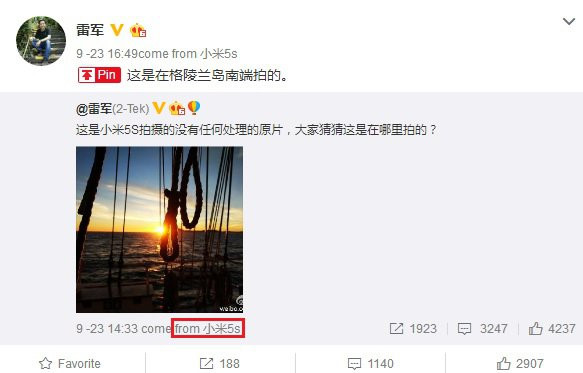 雷军
9 -23 16:49come from 小米5s
Pin 这是在格陵兰岛南端拍的。
@雷军(2-Tek)
这是小米5S拍摄的没有任何处理的原片，大家猜猜这是在哪里拍的？
weibo.co
9 -23 14:33 come from 小米5s 1923 3247 4237
Favorite 188 1140 2907